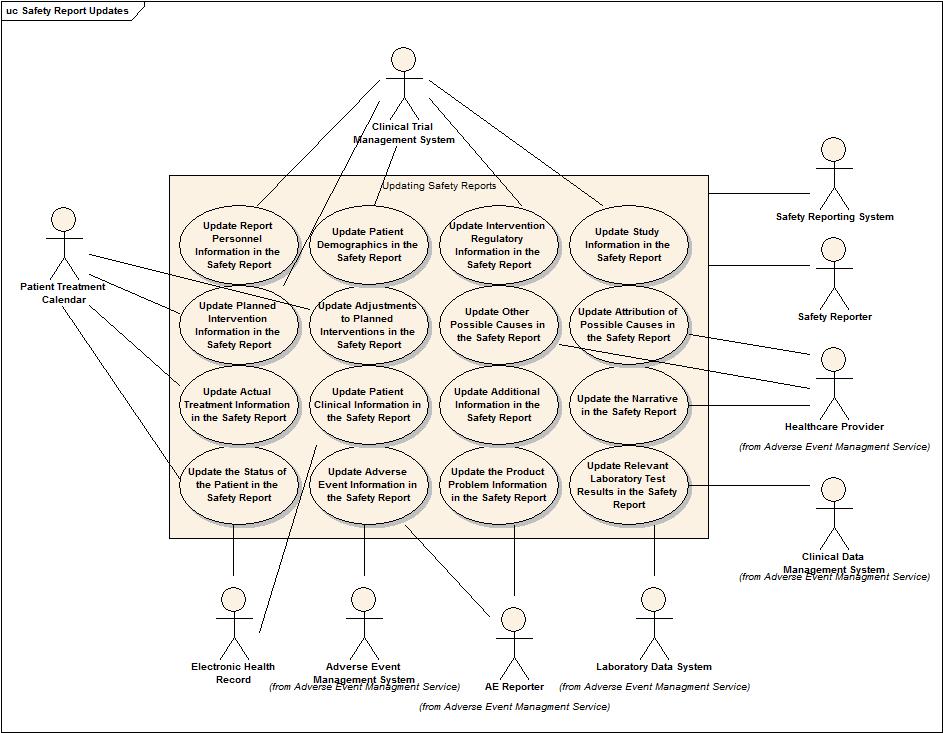 uc Safety Report Updates
Clinical Trial
Management System
Updating Safety Reports
Safety Reporting System
Patient Treatment
Calendar
Safety Reporter
Update Report
Personnel
Information in the
Safety Report
Update Patient
Demographics in the
Safety Report
Update Intervention
Regulatory
Information in the
Safety Report
Update Study
Information in the
Safety Report
Update Planned
Intervention
Information in the
Safety Report
Update Adjustments
to Planned
Interventions in the
Safety Report
Update Other
Possible Causes in
the Safety Report
Update Attribution of
Possible Causes in
the Safety Report
Update Actual
Treatment Information
in the Safety Report
Update Patient
Clinical Information in
the Safety Report
Update Additional
Information in the
Safety Report
Update the Narrative
in the Safety Report
Healthcare Provider
(from Adverse Event Managment Service)
Update the Status of
the Patient in the
Safety Report
Update Adverse
Event Information in
the Safety Report
Update the Product
Problem Information
in the Safety Report
Update Relevant
Laboratory Test
Results in the Safety
Report
Clinical Data
Management System
(from Adverse Event Managment Service)
Electronic Health
Record
Adverse Event
Management System
(from Adverse Event Managment Service)
AE Reporter
(from Adverse Event Managment Service)
Laboratory Data System
(from Adverse Event Managment Service)